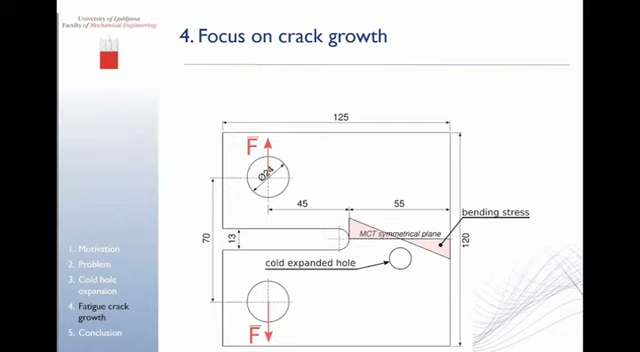 University of Ljubljana
Faculty of Mechanical Engineering
4. Focus on crack growth
125
F
Ø24
45
55
bending stress
MCT symmetrical plane
70
13
120
cold expanded hole
F
1. Motivation
2. Problem
3. Cold hole
expansion
4. Fatigue crack
growth
5. Conclusion